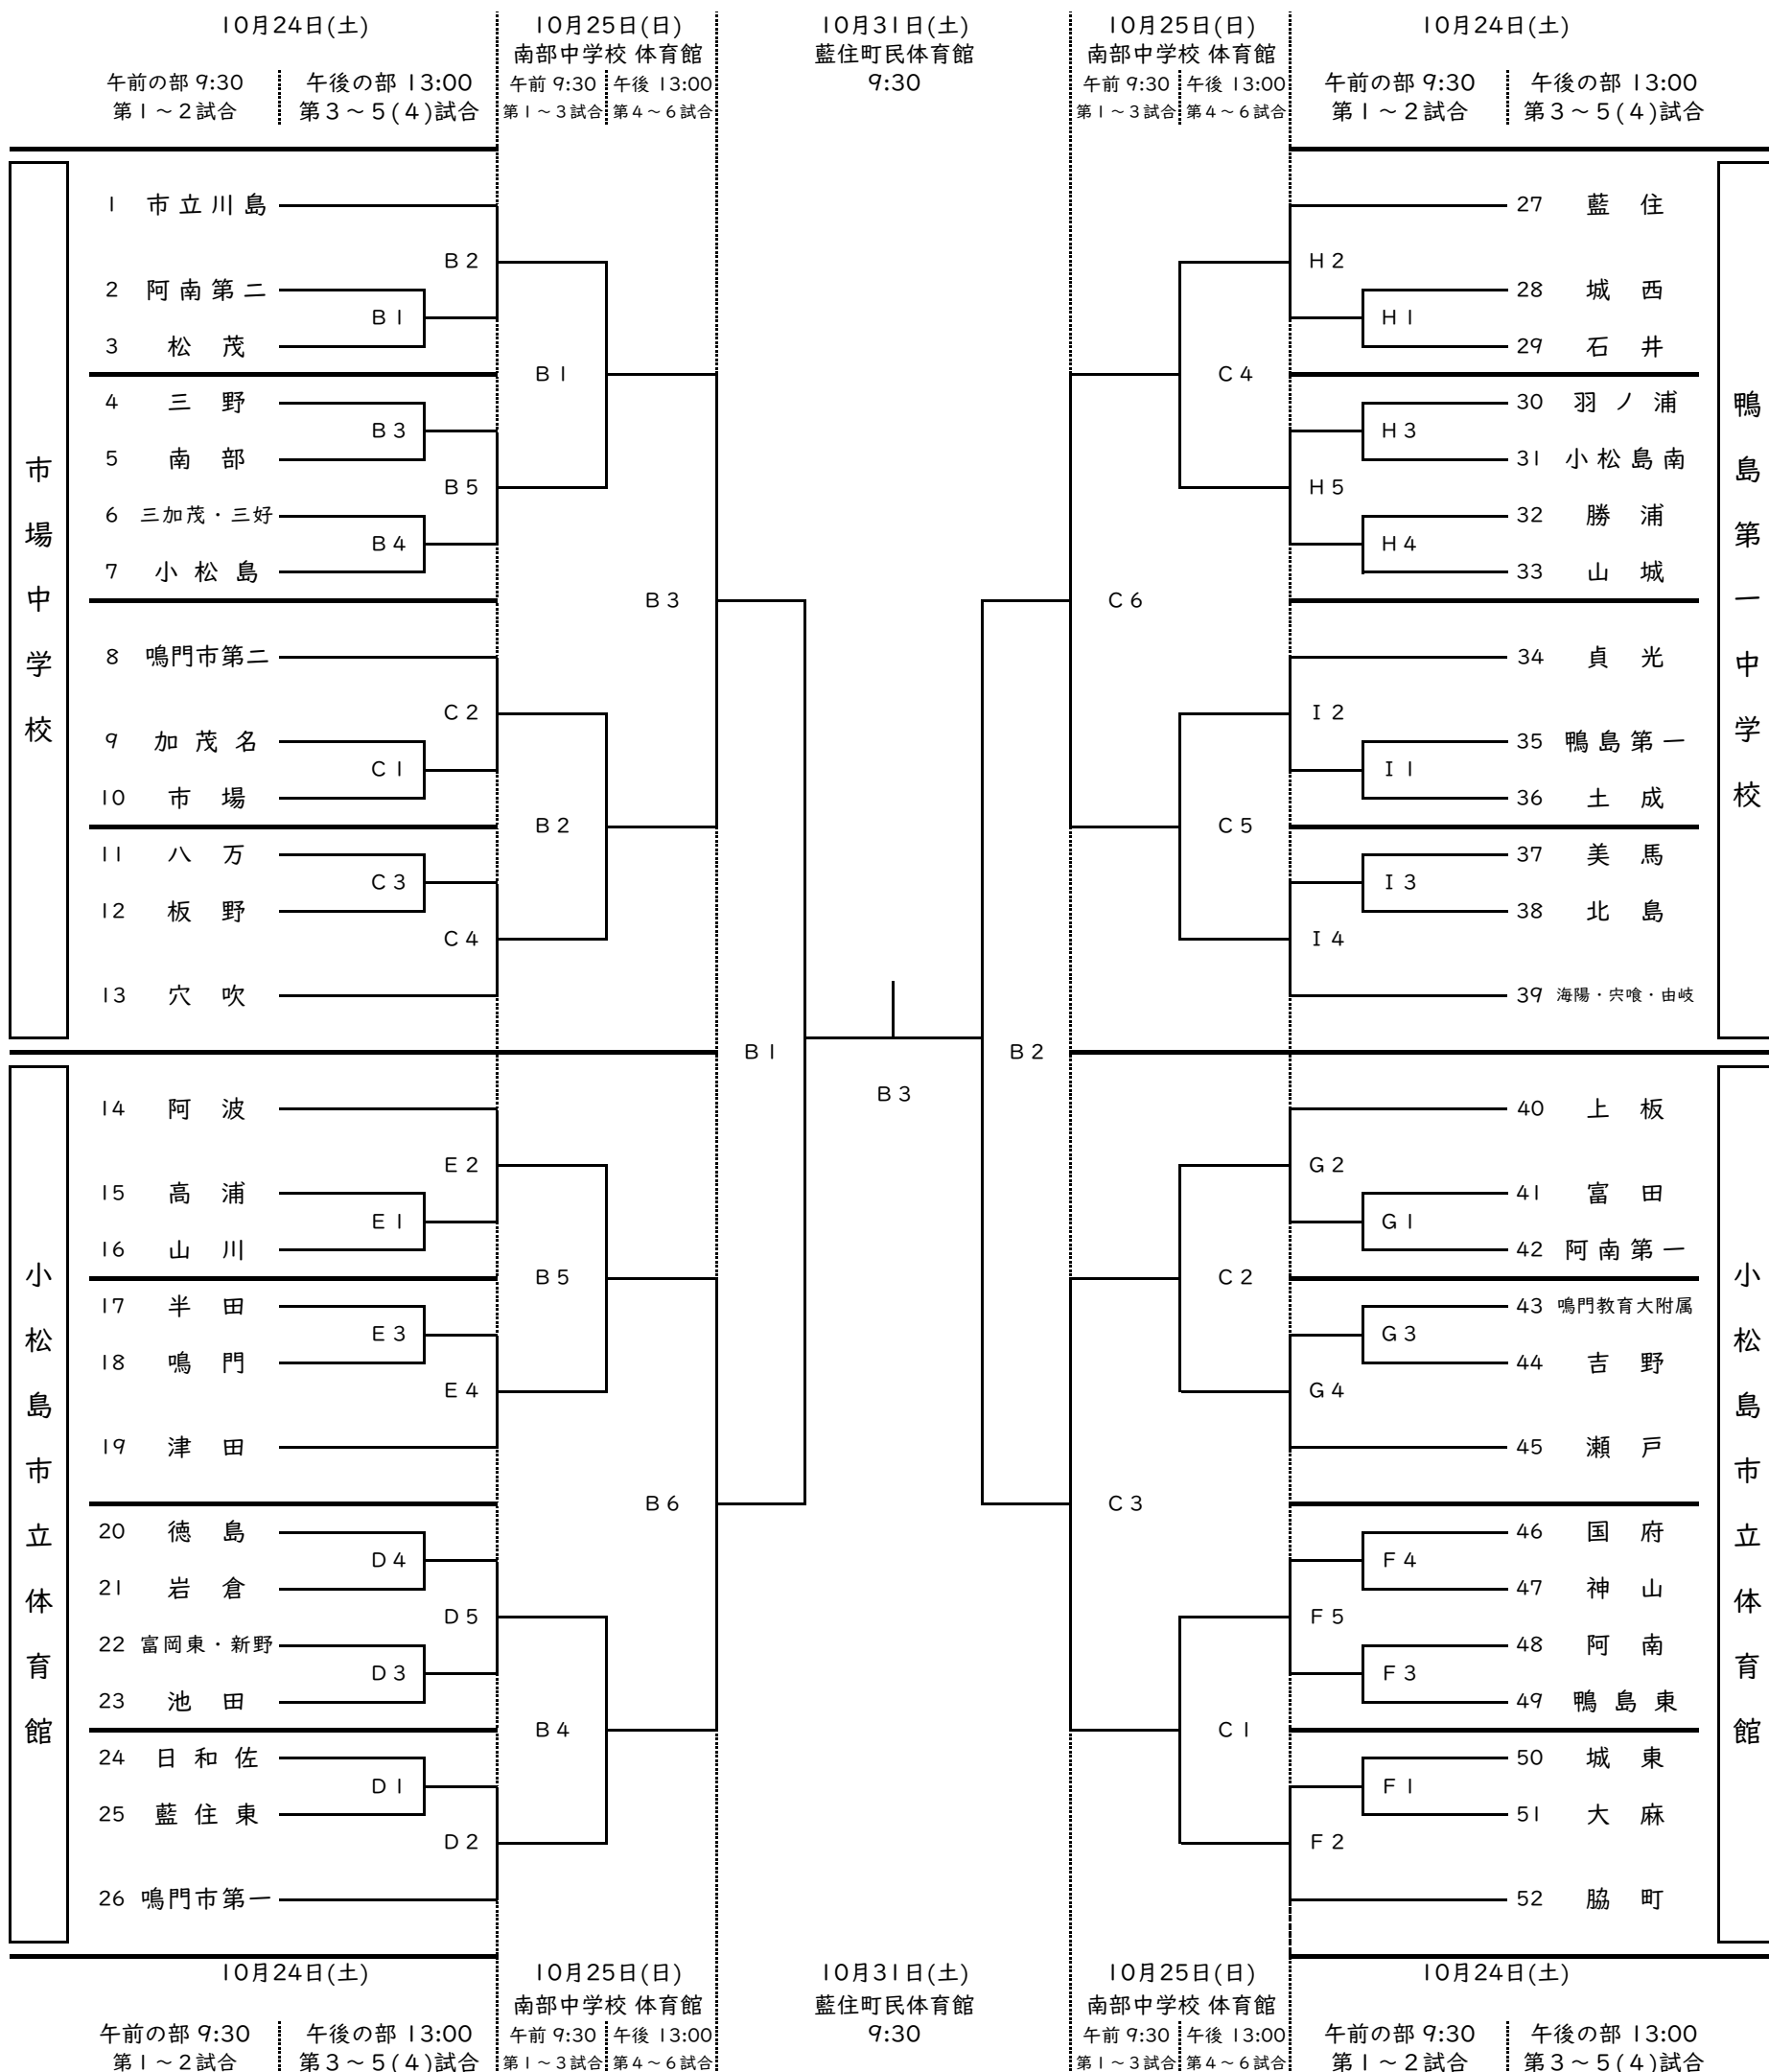 10月24日(土)
10月25日(日)
10月31日(土)
10月25日(日)
10月24日(土)
南部中学校 体育館
藍住町民体育館
南部中学校 体育館
午前の部 9:30
午後の部 13:00
午前 9:30
午後 13:00
9:30
午前 9:30
午後 13:00
午前の部 9:30
午後の部 13:00
第1～2試合
第3～5(4)試合
第1～3試合
第4～6試合
第1～3試合
第4～6試合
第1～2試合
第3～5(4)試合
市場中学校
1 市立川島
B2
2 阿南第二
B1
3 松茂
B1
4 三野
B3
5 南部
B5
6 三加茂・三好
B4
7 小松島
B3
8 鳴門市第二
C2
9 加茂名
C1
10 市場
B2
11 八万
C3
12 板野
C4
13 穴吹
小松島市立体育館
14 阿波
E2
15 高浦
E1
16 山川
B5
17 半田
E3
18 鳴門
E4
19 津田
B6
20 徳島
D4
21 岩倉
D5
22 富岡東・新野
D3
23 池田
B4
24 日和佐
D1
25 藍住東
D2
26 鳴門市第一
B1
B3
B2
鴨島第一中学校
27 藍住
H2
28 城西
H1
29 石井
C4
30 羽ノ浦
H3
31 小松島南
H5
32 勝浦
H4
33 山城
C6
34 貞光
I2
35 鴨島第一
I1
36 土成
C5
37 美馬
I3
38 北島
I4
39 海陽・宍喰・由岐
小松島市立体育館
40 上板
G2
41 富田
G1
42 阿南第一
C2
43 鳴門教育大附属
G3
44 吉野
G4
45 瀬戸
C3
46 国府
F4
47 神山
F5
48 阿南
F3
49 鴨島東
C1
50 城東
F1
51 大麻
F2
52 脇町
10月24日(土)
10月25日(日)
10月31日(土)
10月25日(日)
10月24日(土)
南部中学校 体育館
藍住町民体育館
南部中学校 体育館
午前の部 9:30
午後の部 13:00
午前 9:30
午後 13:00
9:30
午前 9:30
午後 13:00
午前の部 9:30
午後の部 13:00
第1～2試合
第3～5(4)試合
第1～3試合
第4～6試合
第1～3試合
第4～6試合
第1～2試合
第3～5(4)試合